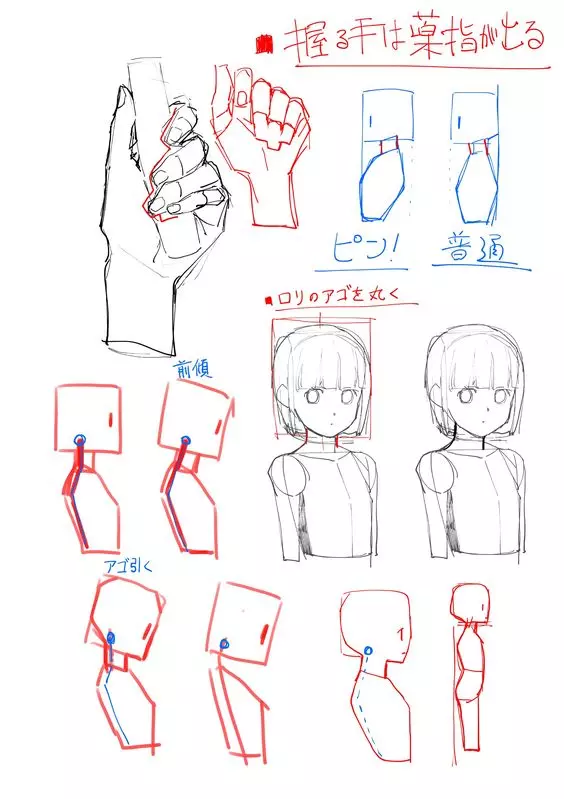 ■握る手は薬指が出る
ピン!
普通
■ロリのアゴを丸く
前傾
アゴ引く